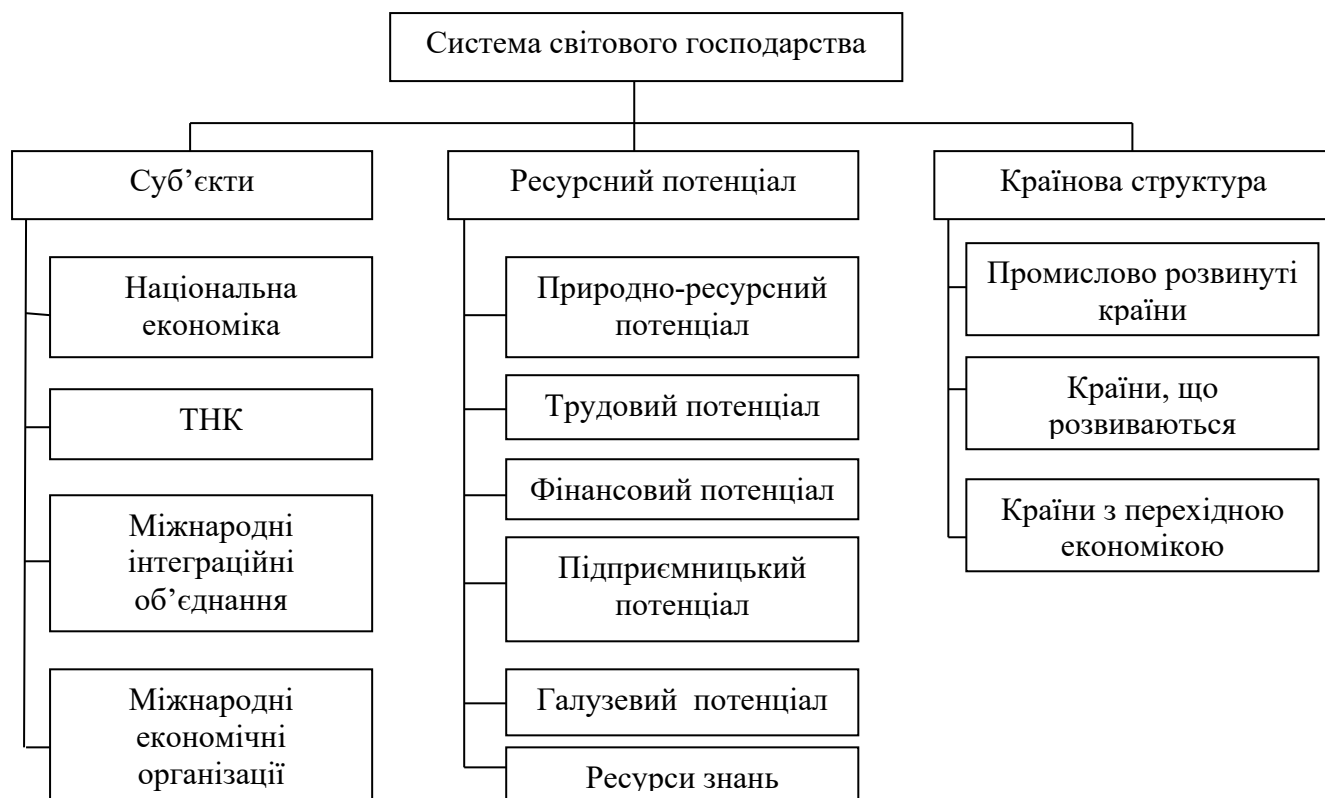 Система світового господарства
Суб’єкти
Національна
економіка
ТНК
Міжнародні
інтеграційні
об’єднання
Міжнародні
економічні
організації
Ресурсний потенціал
Природно-ресурсний
потенціал
Трудовий потенціал
Фінансовий потенціал
Підприємницький
потенціал
Галузевий  потенціал
Ресурси знань
Країнова структура
Промислово розвинуті
країни
Країни, що
розвиваються
Країни з перехідною
економікою